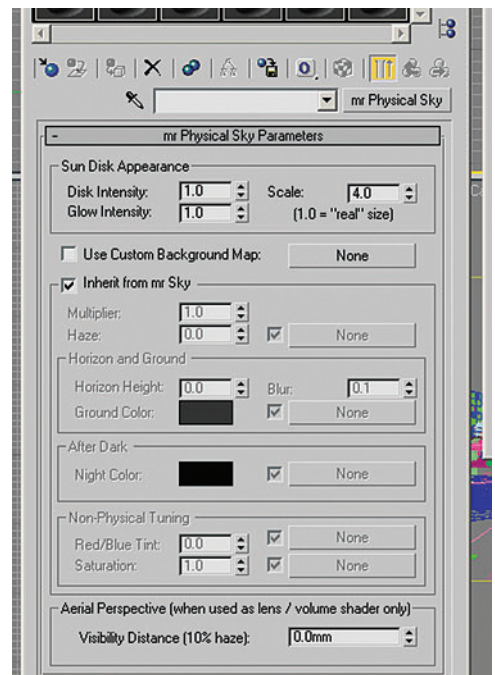 mr Physical Sky
- mr Physical Sky Parameters
Sun Disk Appearance
Disk Intensity: 1.0 Scale: 4.0
Glow Intensity: 1.0 (1.0 = "real" size)
Use Custom Background Map: None
Inherit from mr Sky
Multiplier: 1.0
Haze: 0.0 None
Horizon and Ground
Horizon Height: 0.0 Blur: 0.1
Ground Color: None
After Dark
Night Color: None
Non-Physical Tuning
Red/Blue Tint: 0.0 None
Saturation: 1.0 None
Aerial Perspective (when used as lens / volume shader only)
Visibility Distance (10% haze): 0.0mm